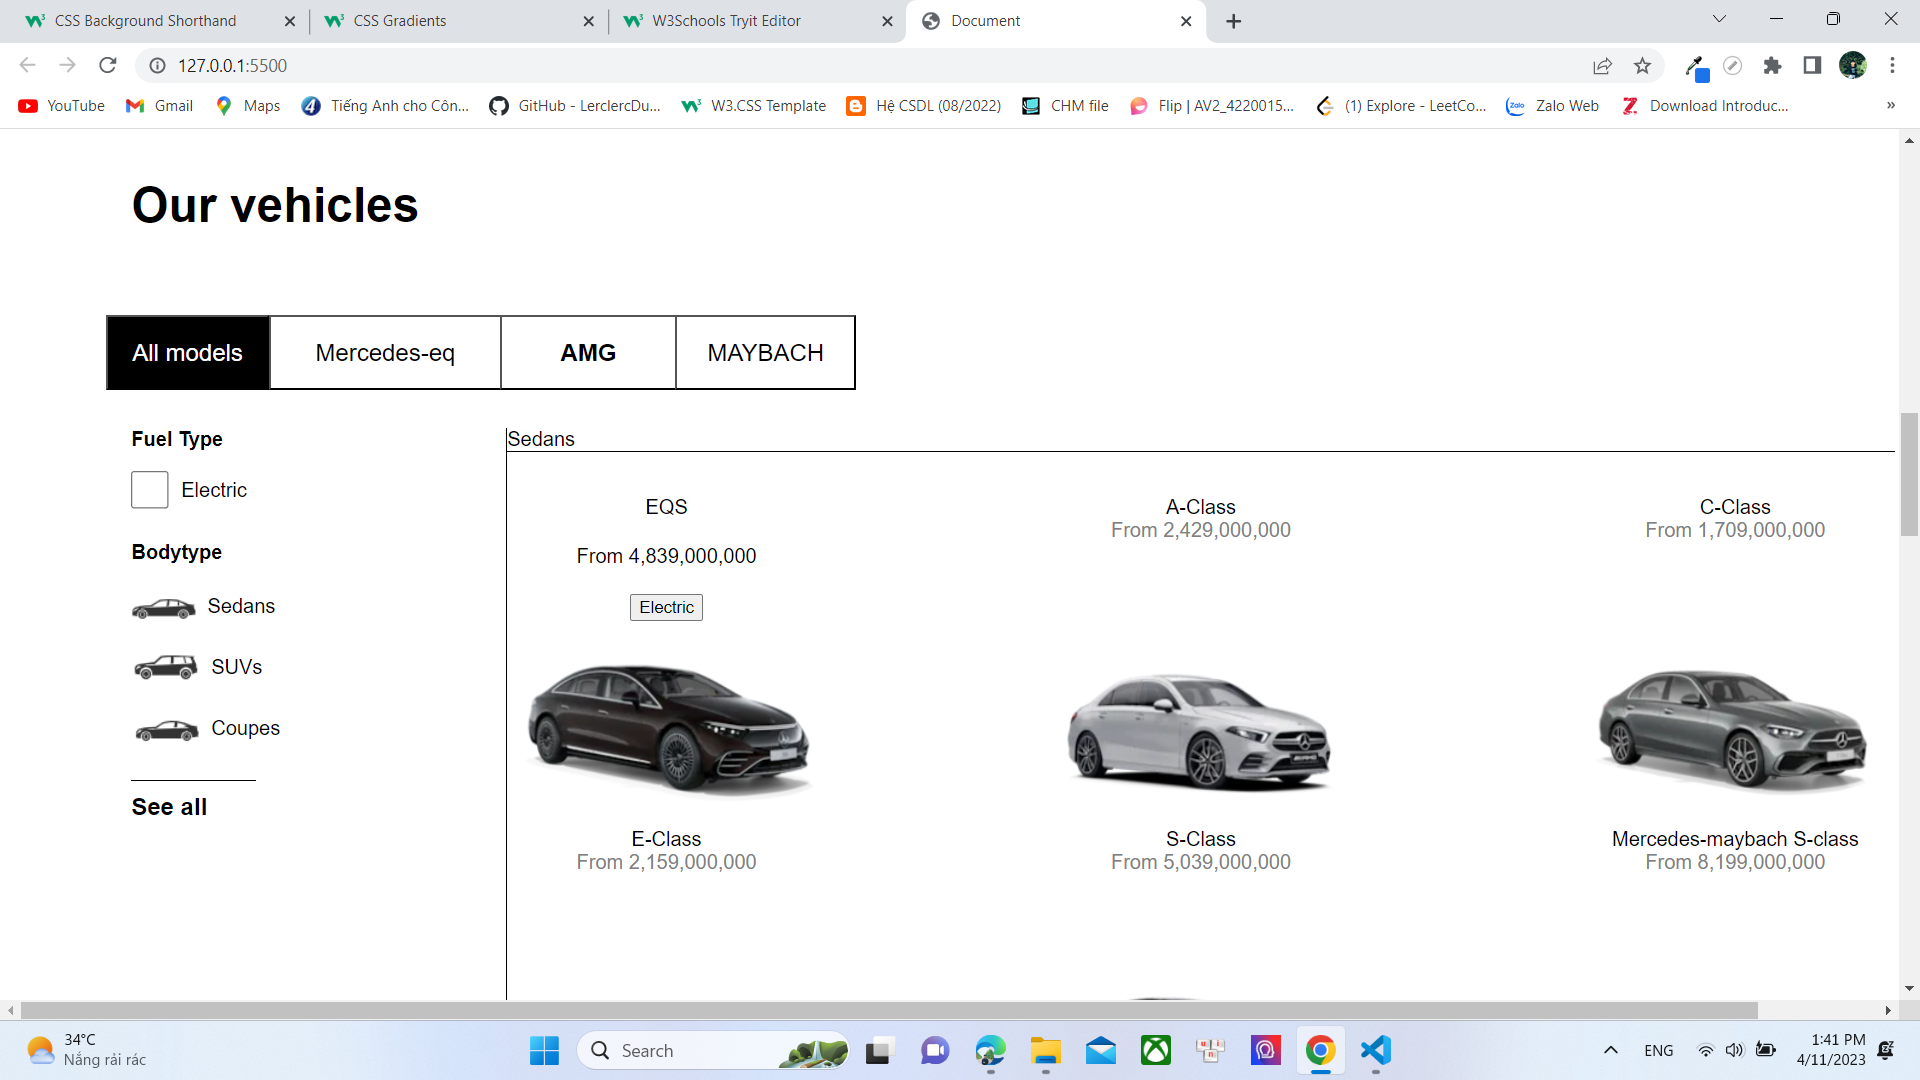 CSS Background Shorthand
CSS Gradients
W3Schools Tryit Editor
Document
127.0.0.1:5500
YouTube
Gmail
Maps
Tiếng Anh cho Côn...
GitHub - LerclercDu...
W3.CSS Template
Hệ CSDL (08/2022)
CHM file
Flip | AV2_4220015...
(1) Explore - LeetCo...
Zalo Web
Download Introduc...
»
Our vehicles
All models
Mercedes-eq
AMG
MAYBACH
Fuel Type
Electric
Bodytype
Sedans
SUVs
Coupes
See all
Sedans
EQS
From 4,839,000,000
Electric
A-Class
From 2,429,000,000
C-Class
From 1,709,000,000
E-Class
From 2,159,000,000
S-Class
From 5,039,000,000
Mercedes-maybach S-class
From 8,199,000,000
34°C
Nắng rải rác
Search
ENG
1:41 PM
4/11/2023